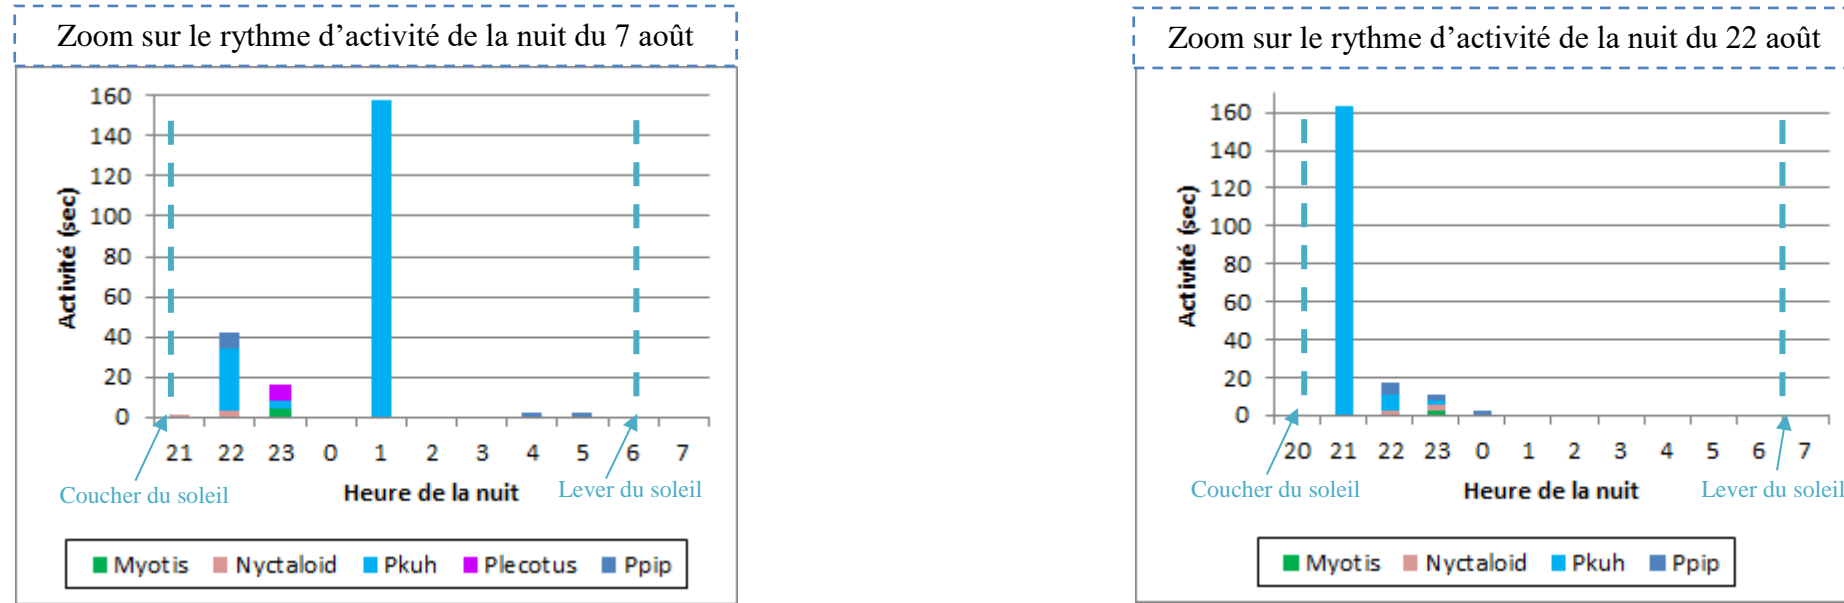 Zoom sur le rythme d’activité de la nuit du 7 août
160
140
120
100
80
60
40
20
0
Activité (sec)
21 22 23 0 1 2 3 4 5 6 7
Coucher du soleil
Heure de la nuit
Lever du soleil
Myotis Nyctaloid Pkuh Plecotus Ppip
Zoom sur le rythme d’activité de la nuit du 22 août
160
140
120
100
80
60
40
20
0
Activité (sec)
20 21 22 23 0 1 2 3 4 5 6 7
Coucher du soleil
Heure de la nuit
Lever du soleil
Myotis Nyctaloid Pkuh Ppip